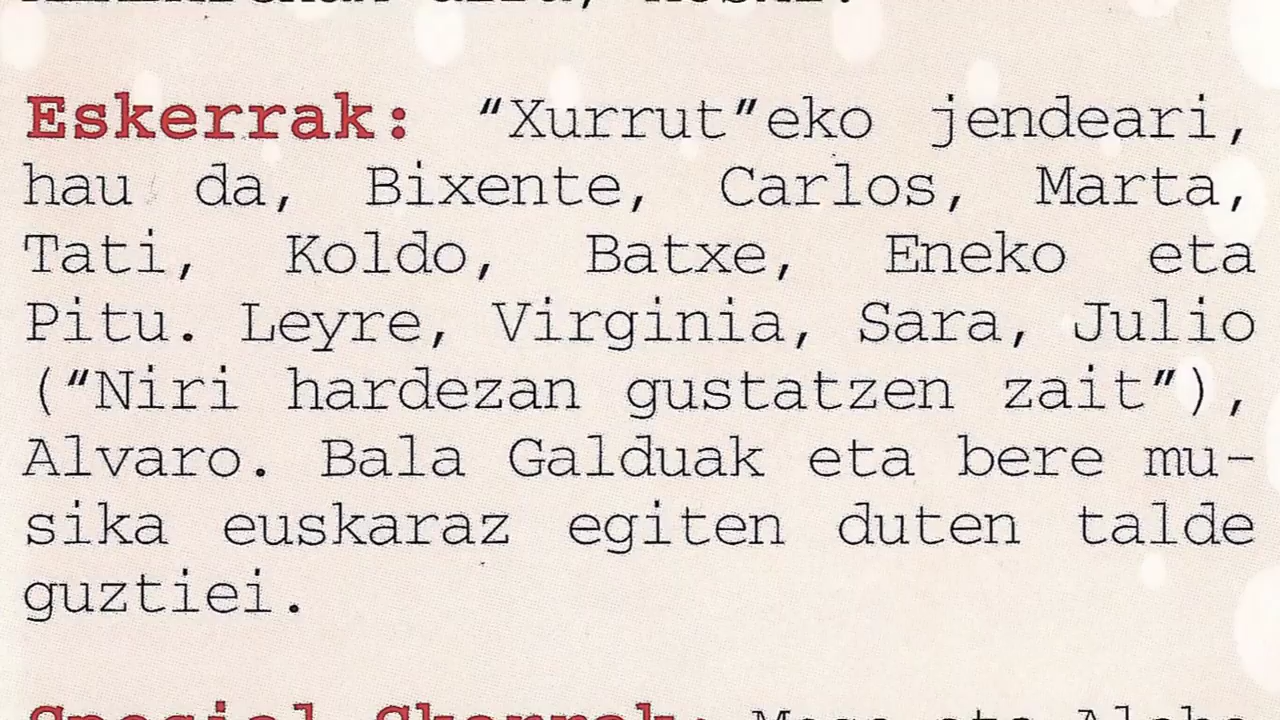 Eskerrak: “Xurrut”eko jendeari,
hau da, Bixente, Carlos, Marta,
Tati, Koldo, Batxe, Eneko eta
Pitu. Leyre, Virginia, Sara, Julio
(“Niri hardezan gustatzen zait”),
Alvaro. Bala Galduak eta bere mu-
sika euskaraz egiten duten talde
guztiei.